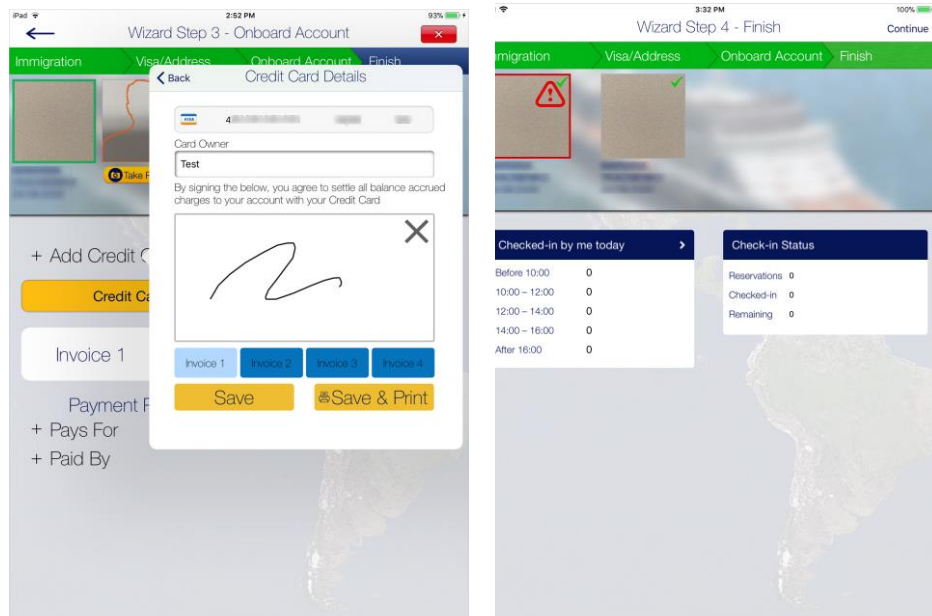 iPad 2:52 PM 93%
Wizard Step 3 - Onboard Account
Immigration Visa/Address Onboard Account Finish
Back Credit Card Details
VISA 4
Card Owner
Test
Take
By signing the below, you agree to settle all balance accrued
charges to your account with your Credit Card
+ Add Credit
Credit
Invoice 1
Invoice 1 Invoice 2 Invoice 3 Invoice 4
Save Save & Print
Payment
+ Pays For
+ Paid By
3:32 PM 100%
Wizard Step 4 - Finish Continue
mmigration Visa/Address Onboard Account Finish
Checked-in by me today >
Before 10:00 0
10:00 – 12:00 0
12:00 – 14:00 0
14:00 – 16:00 0
After 16:00 0
Check-in Status
Reservations 0
Checked-in 0
Remaining 0